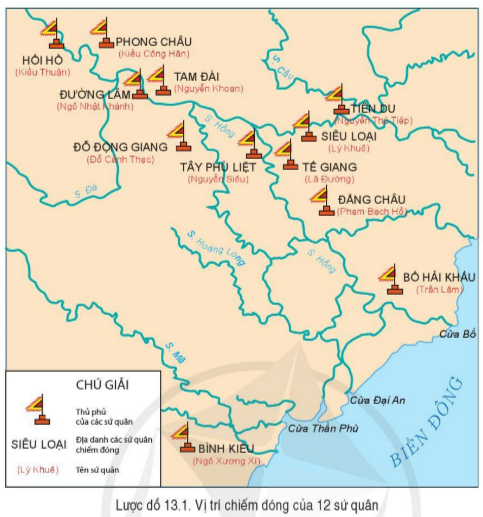 PHONG CHÂU
(Kiều Công Hãn)
HỒI HỒ
(Kiều Thuận)
TAM ĐÁI
(Nguyễn Khoan)
ĐƯỜNG LÂM
(Ngô Nhật Khánh)
S. Cầu
TIÊN DU
(Nguyễn Thủ Tiệp)
S. Hồng
SIÊU LOẠI
(Lý Khuê)
ĐỖ ĐỘNG GIANG
(Đỗ Cảnh Thạc)
TÂY PHÙ LIỆT
(Nguyễn Siêu)
TẾ GIANG
(Lã Đường)
S. Đà
ĐẰNG CHÂU
(Phạm Bạch Hổ)
S. Hoàng Long
S. Hồng
BỐ HẢI KHẨU
(Trần Lãm)
Cửa Bố
S. Mã
CHÚ GIẢI
Thủ phủ
của các sứ quân
SIÊU LOẠI
Địa danh các sứ quân
chiếm đóng
(Lý Khuê)
Tên sứ quân
Cửa Đại An
Cửa Thần Phù
BIỂN ĐÔNG
BÌNH KIỀU
(Ngô Xương Xí)
Lược đồ 13.1. Vị trí chiếm đóng của 12 sứ quân